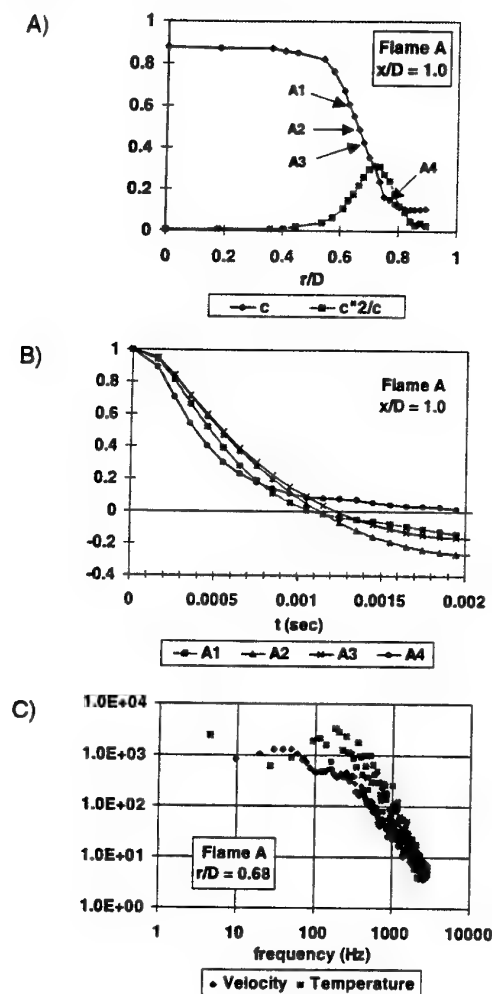 A)
1
0.8
0.6
0.4
0.2
0
Flame A
x/D = 1.0
A1
A2
A3
A4
0 0.2 0.4 0.6 0.8 1
r/D
c c"2/c
B)
1
0.8
0.6
0.4
0.2
0
-0.2
-0.4
Flame A
x/D = 1.0
0 0.0005 0.001 0.0015 0.002
t (sec)
A1 A2 A3 A4
C)
1.0E+04
1.0E+03
1.0E+02
1.0E+01
1.0E+00
Flame A
r/D = 0.68
1 10 100 1000 10000
frequency (Hz)
Velocity Temperature